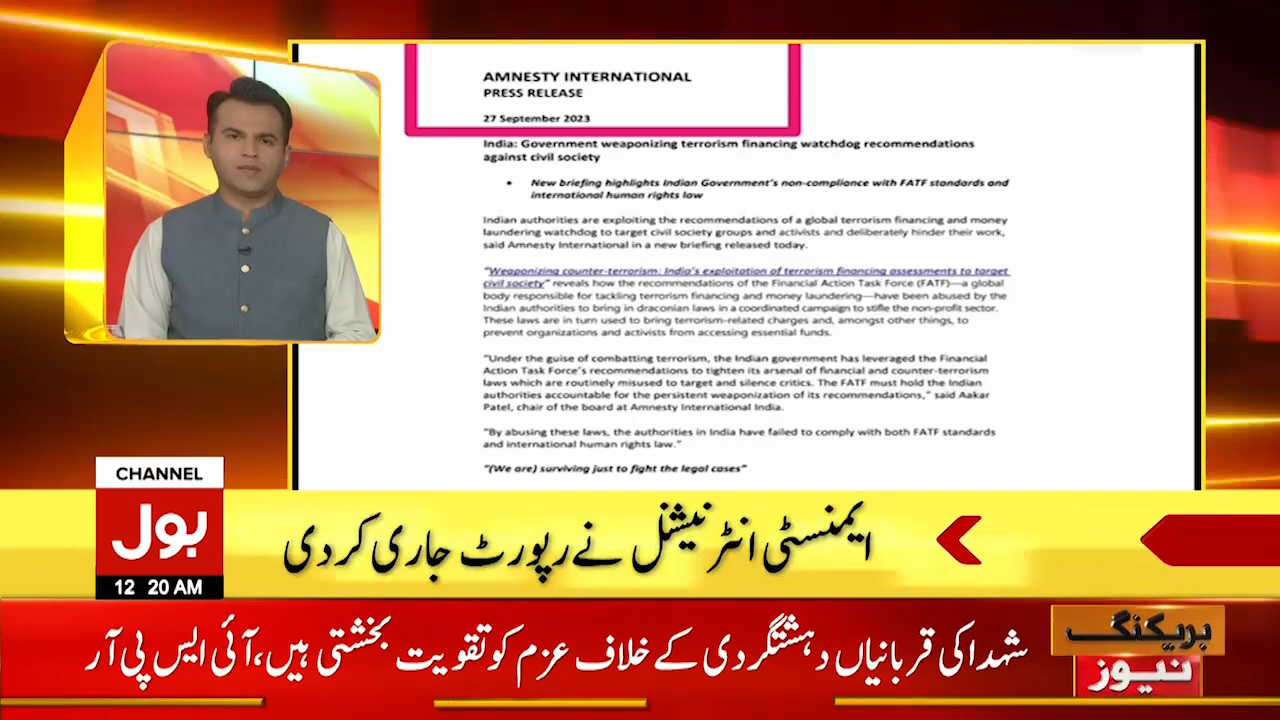 AMNESTY INTERNATIONAL
PRESS RELEASE
27 September 2023
India: Government weaponizing terrorism financing watchdog recommendations
against civil society
• New briefing highlights Indian Government's non-compliance with FATF standards and
international human rights law
Indian authorities are exploiting the recommendations of a global terrorism financing and money
laundering watchdog to target civil society groups and activists and deliberately hinder their work,
said Amnesty International in a new briefing released today.
"Weaponizing counter-terrorism: India's exploitation of terrorism financing assessments to target
civil society" reveals how the recommendations of the Financial Action Task Force (FATF)—a global
body responsible for tackling terrorism financing and money laundering—have been abused by the
Indian authorities to bring in draconian laws in a coordinated campaign to stifle the non-profit sector.
These laws are in turn used to bring terrorism-related charges and, amongst other things, to
prevent organizations and activists from accessing essential funds.
"Under the guise of combatting terrorism, the Indian government has leveraged the Financial
Action Task Force's recommendations to tighten its arsenal of financial and counter-terrorism
laws which are routinely misused to target and silence critics. The FATF must hold the Indian
authorities accountable for the persistent weaponization of its recommendations," said Aakar
Patel, chair of the board at Amnesty International India.
"By abusing these laws, the authorities in India have failed to comply with both FATF standards
and international human rights law."
"(We are) surviving just to fight the legal cases"
CHANNEL
بول
12 20 AM
ایمنسٹی انٹرنیشنل نے رپورٹ جاری کردی
بریکنگ
نیوز
شہدا کی قربانیاں دہشتگردی کے خلاف عزم کو تقویت بخشتی ہیں، آئی ایس پی آر